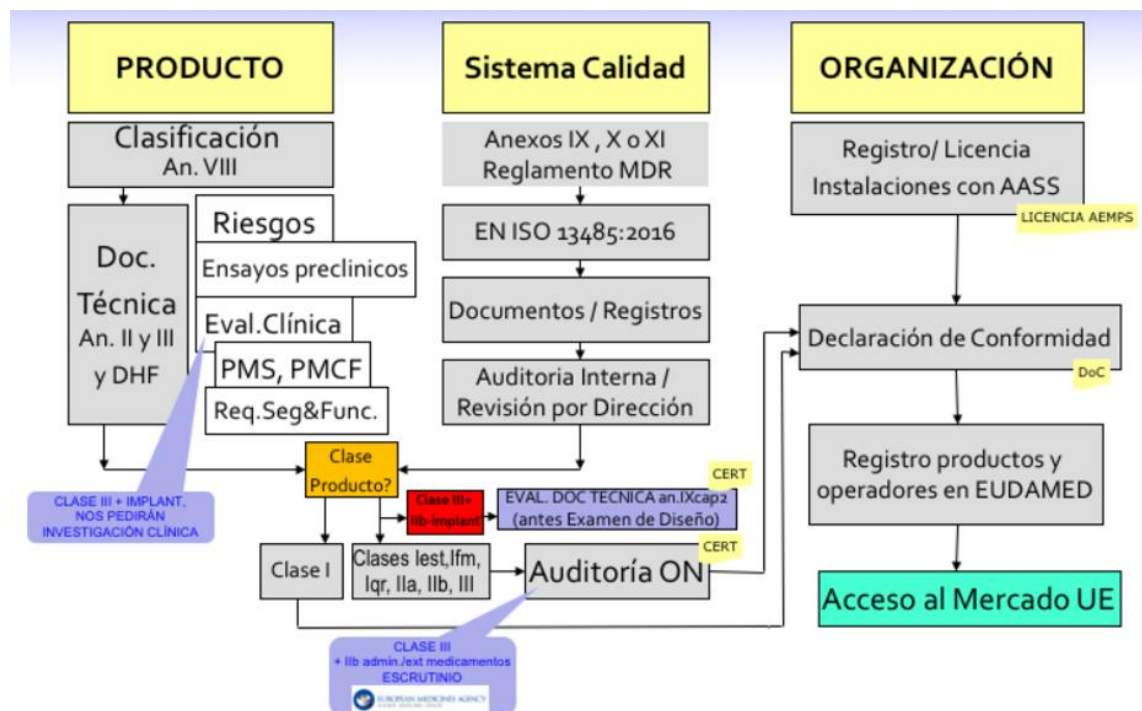 PRODUCTO
Clasificación
An. VIII
Doc.
Técnica
An. II y III
y DHF
Riesgos
Ensayos preclinicos
Eval.Clínica
PMS, PMCF
Req.Seg&Func.
CLASE III + IMPLANT,
NOS PEDIRÁN
INVESTIGACIÓN CLÍNICA
Sistema Calidad
Anexos IX , X o XI
Reglamento MDR
EN ISO 13485:2016
Documentos / Registros
Auditoria Interna /
Revisión por Dirección
Clase
Producto?
Clase III+
IIb-implant
EVAL. DOC TECNICA an.IXcap2
(antes Examen de Diseño)
CERT
Clase I
Clases Iest,Ifm,
Iqr, IIa, IIb, III
Auditoría ON
CERT
CLASE III
+ IIb admin./ext medicamentos
ESCRUTINIO
EUROPEAN MEDICINES AGENCY
ORGANIZACIÓN
Registro/ Licencia
Instalaciones con AASS
LICENCIA AEMPS
Declaración de Conformidad
DoC
Registro productos y
operadores en EUDAMED
Acceso al Mercado UE